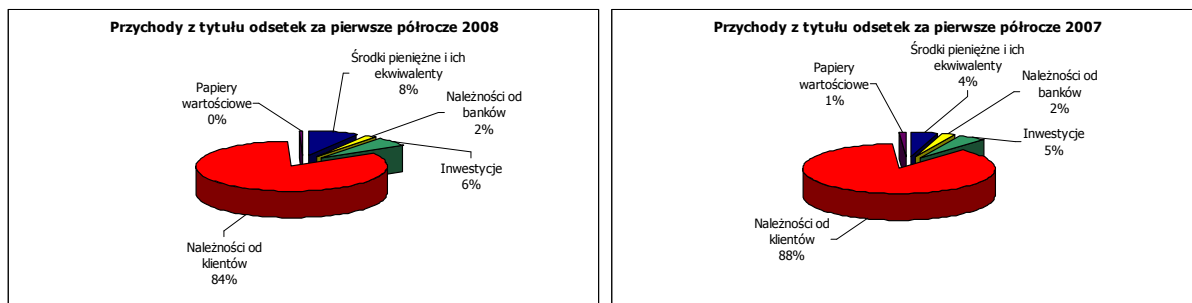 Przychody z tytułu odsetek za pierwsze półrocze 2008
Środki pieniężne i ich
ekwiwalenty
8%
Papiery
wartościowe
0%
Należności od
banków
2%
Inwestycje
6%
Należności od
klientów
84%
Przychody z tytułu odsetek za pierwsze półrocze 2007
Środki pieniężne i ich
ekwiwalenty
4%
Papiery
wartościowe
1%
Należności od
banków
2%
Inwestycje
5%
Należności od
klientów
88%